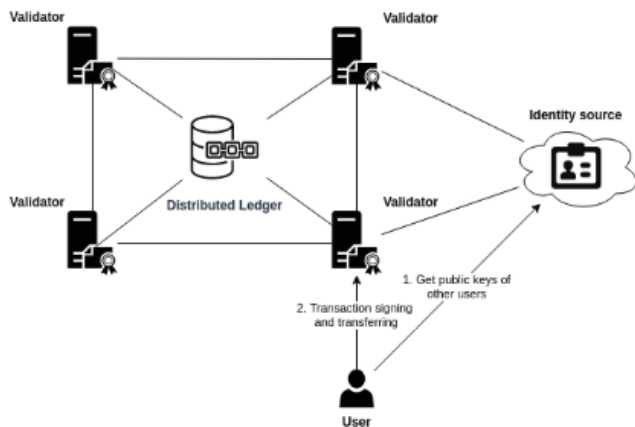 Validator
Validator
Identity source
Distributed Ledger
Validator
Validator
1. Get public keys of
other users
2. Transaction signing
and transferring
User